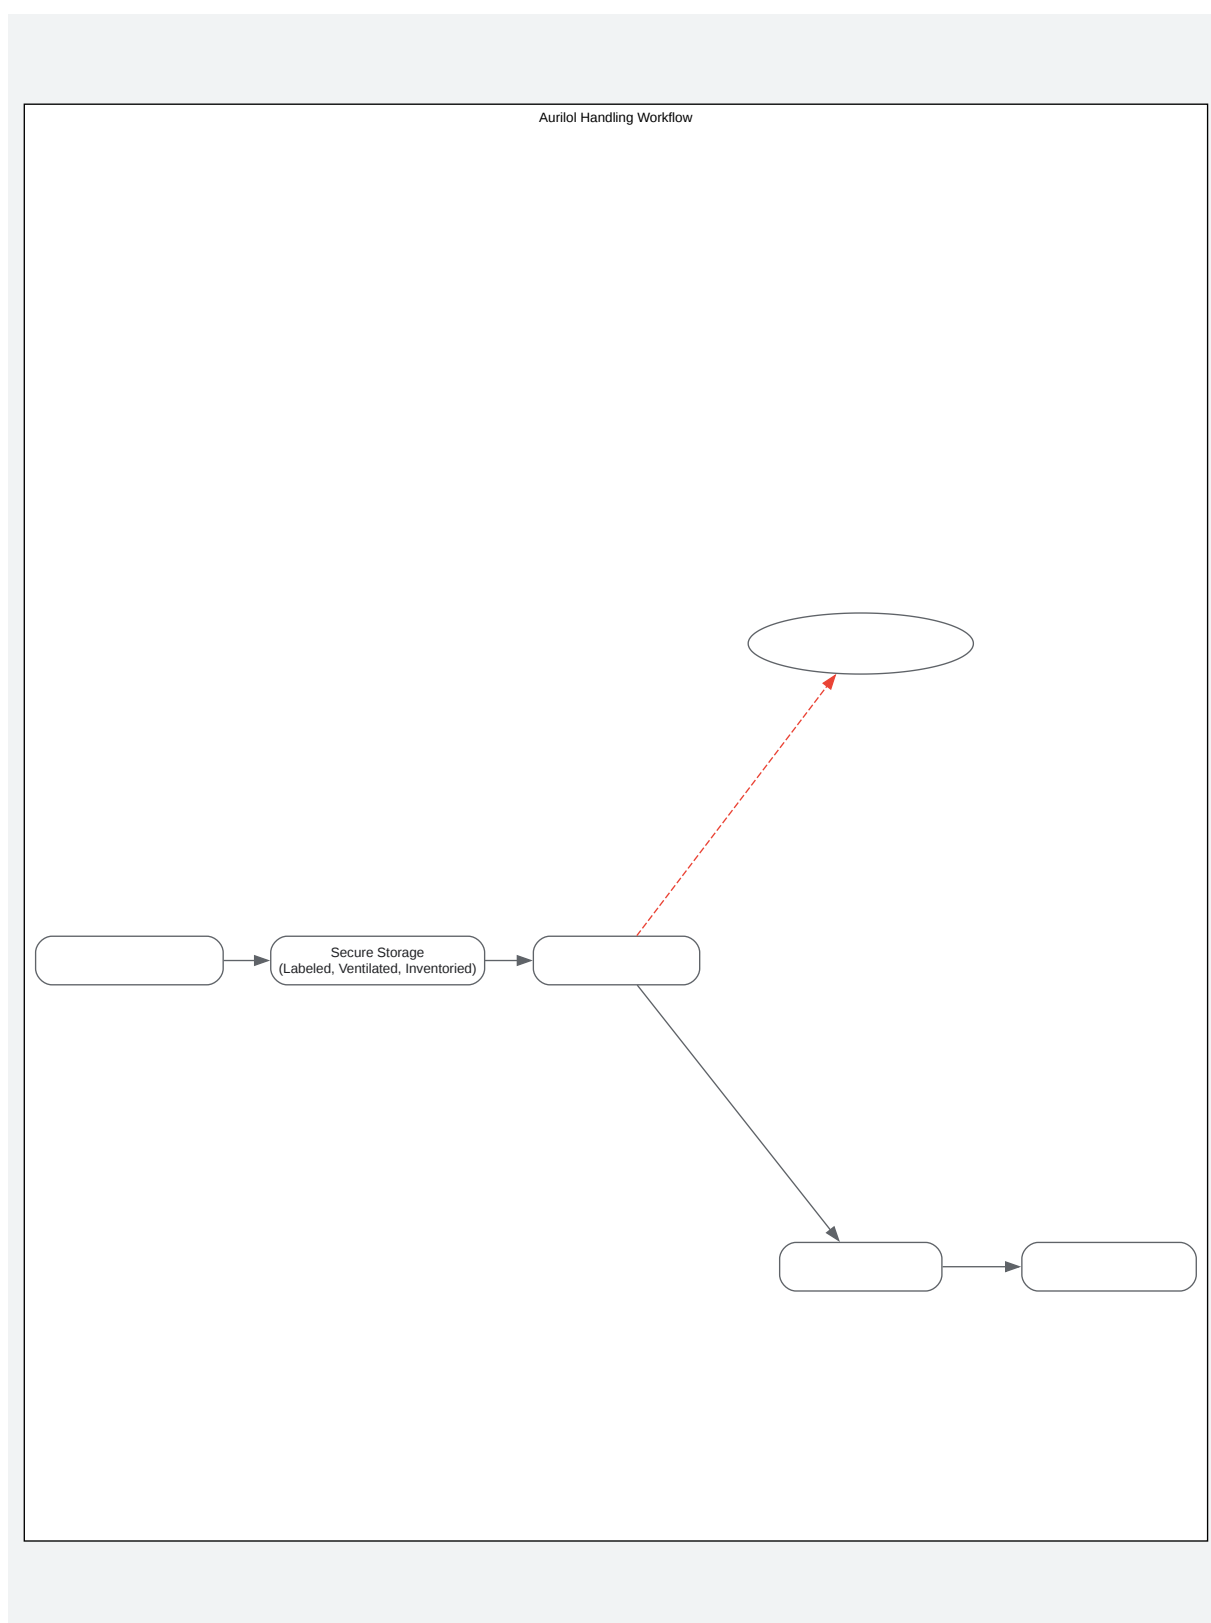 Aurilol Handling Workflow
Secure Storage
(Labeled, Ventilated, Inventoried)